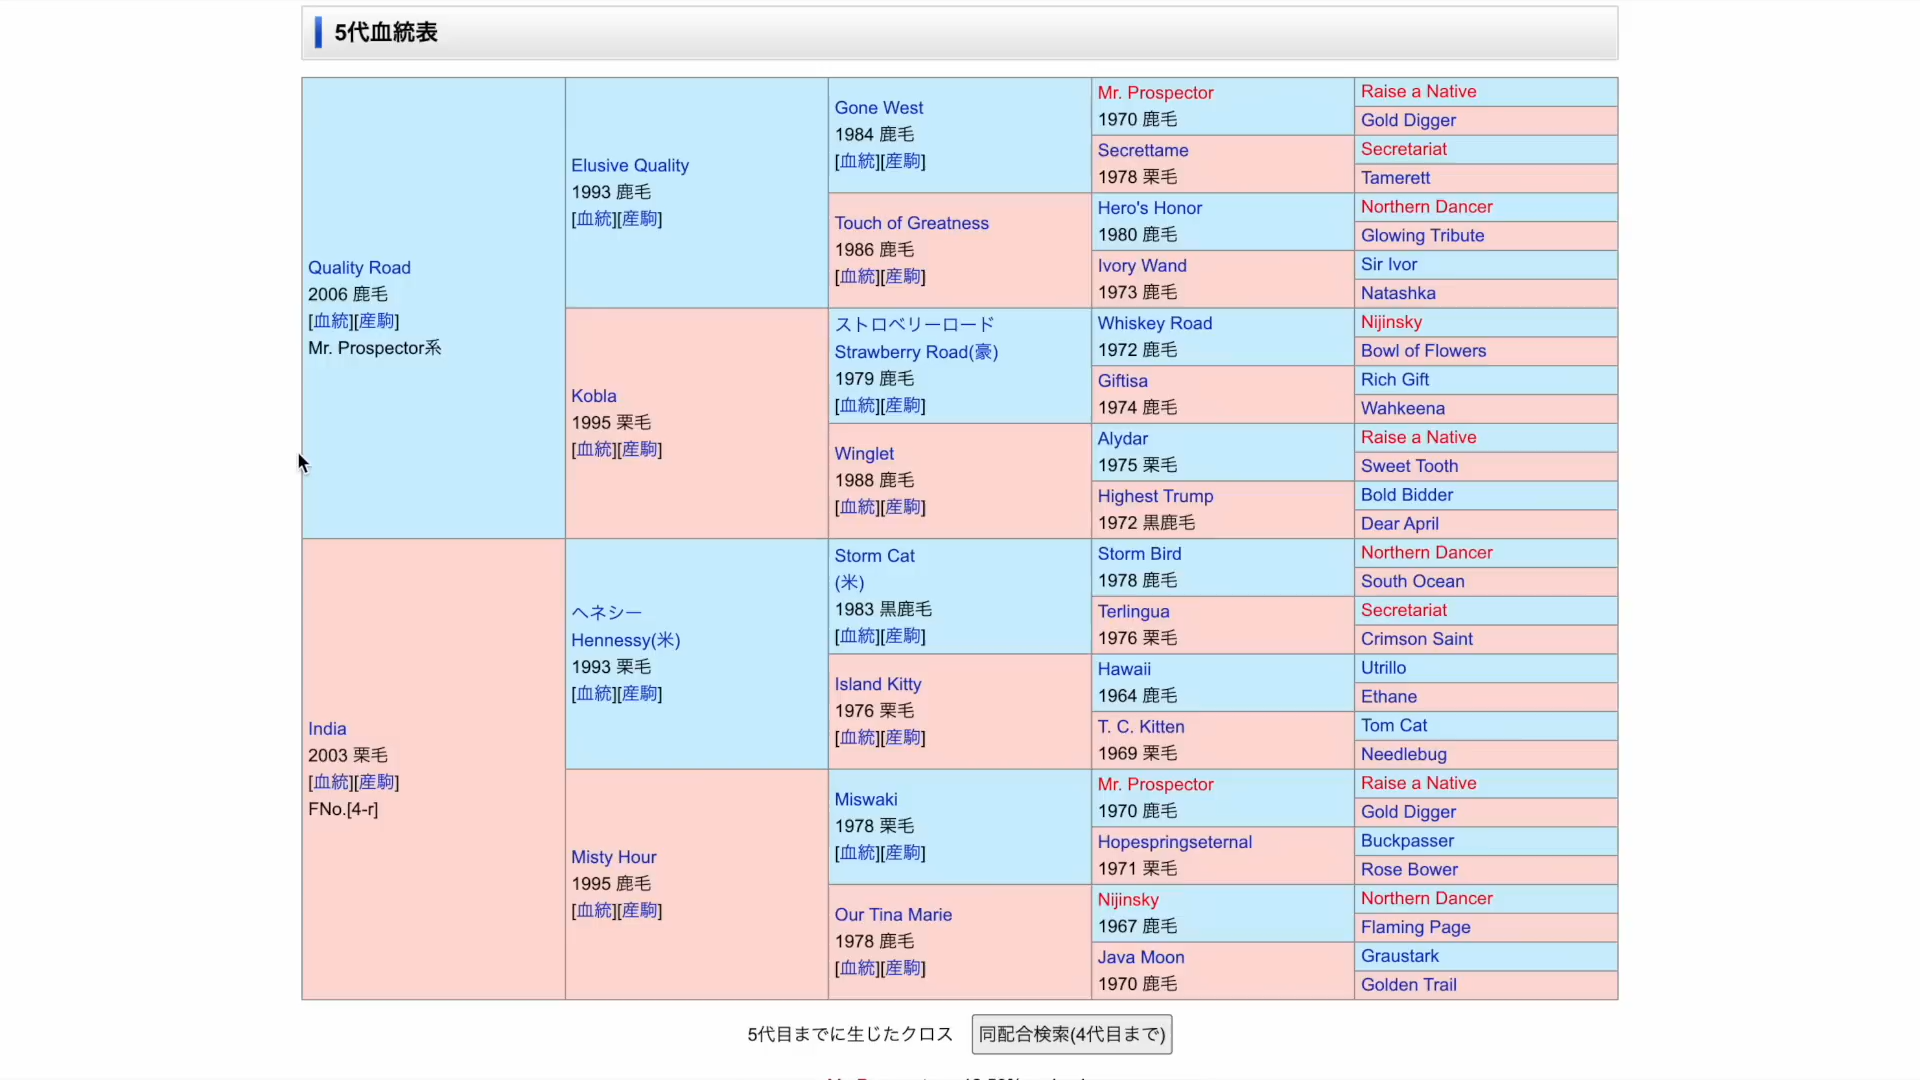 5代血統表
Quality Road
2006 鹿毛
[血統][産駒]
Mr. Prospector系
Elusive Quality
1993 鹿毛
[血統][産駒]
Gone West
1984 鹿毛
[血統][産駒]
Mr. Prospector
1970 鹿毛
Raise a Native
Gold Digger
Secrettame
1978 栗毛
Secretariat
Tamerett
Touch of Greatness
1986 鹿毛
[血統][産駒]
Hero's Honor
1980 鹿毛
Northern Dancer
Glowing Tribute
Ivory Wand
1973 鹿毛
Sir Ivor
Natashka
Kobla
1995 栗毛
[血統][産駒]
ストロベリーロード
Strawberry Road(豪)
1979 鹿毛
[血統][産駒]
Whiskey Road
1972 鹿毛
Nijinsky
Bowl of Flowers
Giftisa
1974 鹿毛
Rich Gift
Wahkeena
Winglet
1988 鹿毛
[血統][産駒]
Alydar
1975 栗毛
Raise a Native
Sweet Tooth
Highest Trump
1972 黒鹿毛
Bold Bidder
Dear April
India
2003 栗毛
[血統][産駒]
FNo.[4-r]
ヘネシー
Hennessy(米)
1993 栗毛
[血統][産駒]
Storm Cat
(米)
1983 黒鹿毛
[血統][産駒]
Storm Bird
1978 鹿毛
Northern Dancer
South Ocean
Terlingua
1976 栗毛
Secretariat
Crimson Saint
Island Kitty
1976 栗毛
[血統][産駒]
Hawaii
1964 鹿毛
Utrillo
Ethane
T. C. Kitten
1969 栗毛
Tom Cat
Needlebug
Misty Hour
1995 鹿毛
[血統][産駒]
Miswaki
1978 栗毛
[血統][産駒]
Mr. Prospector
1970 鹿毛
Raise a Native
Gold Digger
Hopespringseternal
1971 栗毛
Buckpasser
Rose Bower
Our Tina Marie
1978 鹿毛
[血統][産駒]
Nijinsky
1967 鹿毛
Northern Dancer
Flaming Page
Java Moon
1970 鹿毛
Graustark
Golden Trail
5代目までに生じたクロス 同配合検索(4代目まで)